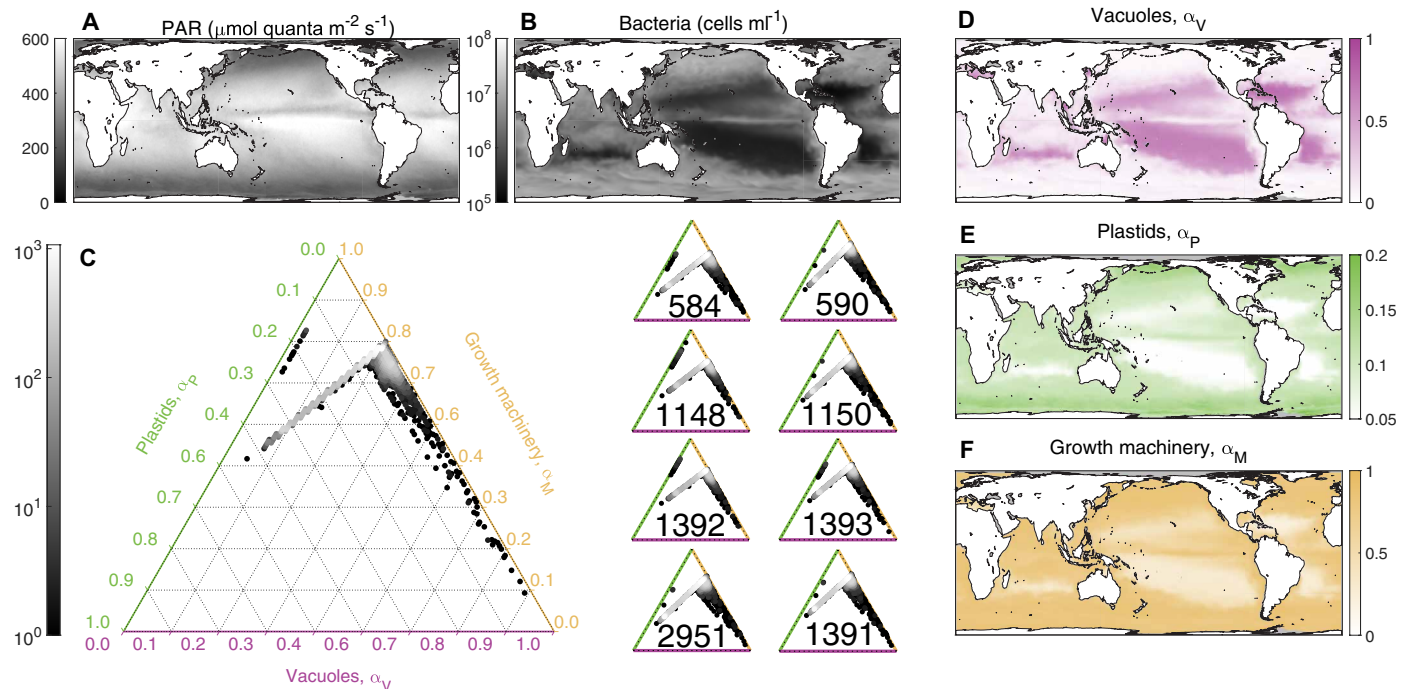 A
PAR (μmol quanta m⁻² s⁻¹)
600
400
200
0
B
Bacteria (cells ml⁻¹)
10⁸
10⁷
10⁶
10⁵
D
Vacuoles, α_V
1
0.5
0
C
10³
10²
10¹
10⁰
0.0 1.0
0.1 0.9
0.2 0.8
0.3 0.7
0.4 0.6
0.6 0.4
0.7 0.3
0.8 0.2
0.9 0.1
1.0 0.0
Plastids, α_P
Growth machinery, α_M
0.0 0.1 0.2 0.3 0.4 0.6 0.7 0.8 0.9 1.0
Vacuoles, α_V
584 590
1148 1150
1392 1393
2951 1391
E
Plastids, α_P
0.2
0.15
0.1
0.05
F
Growth machinery, α_M
1
0.5
0